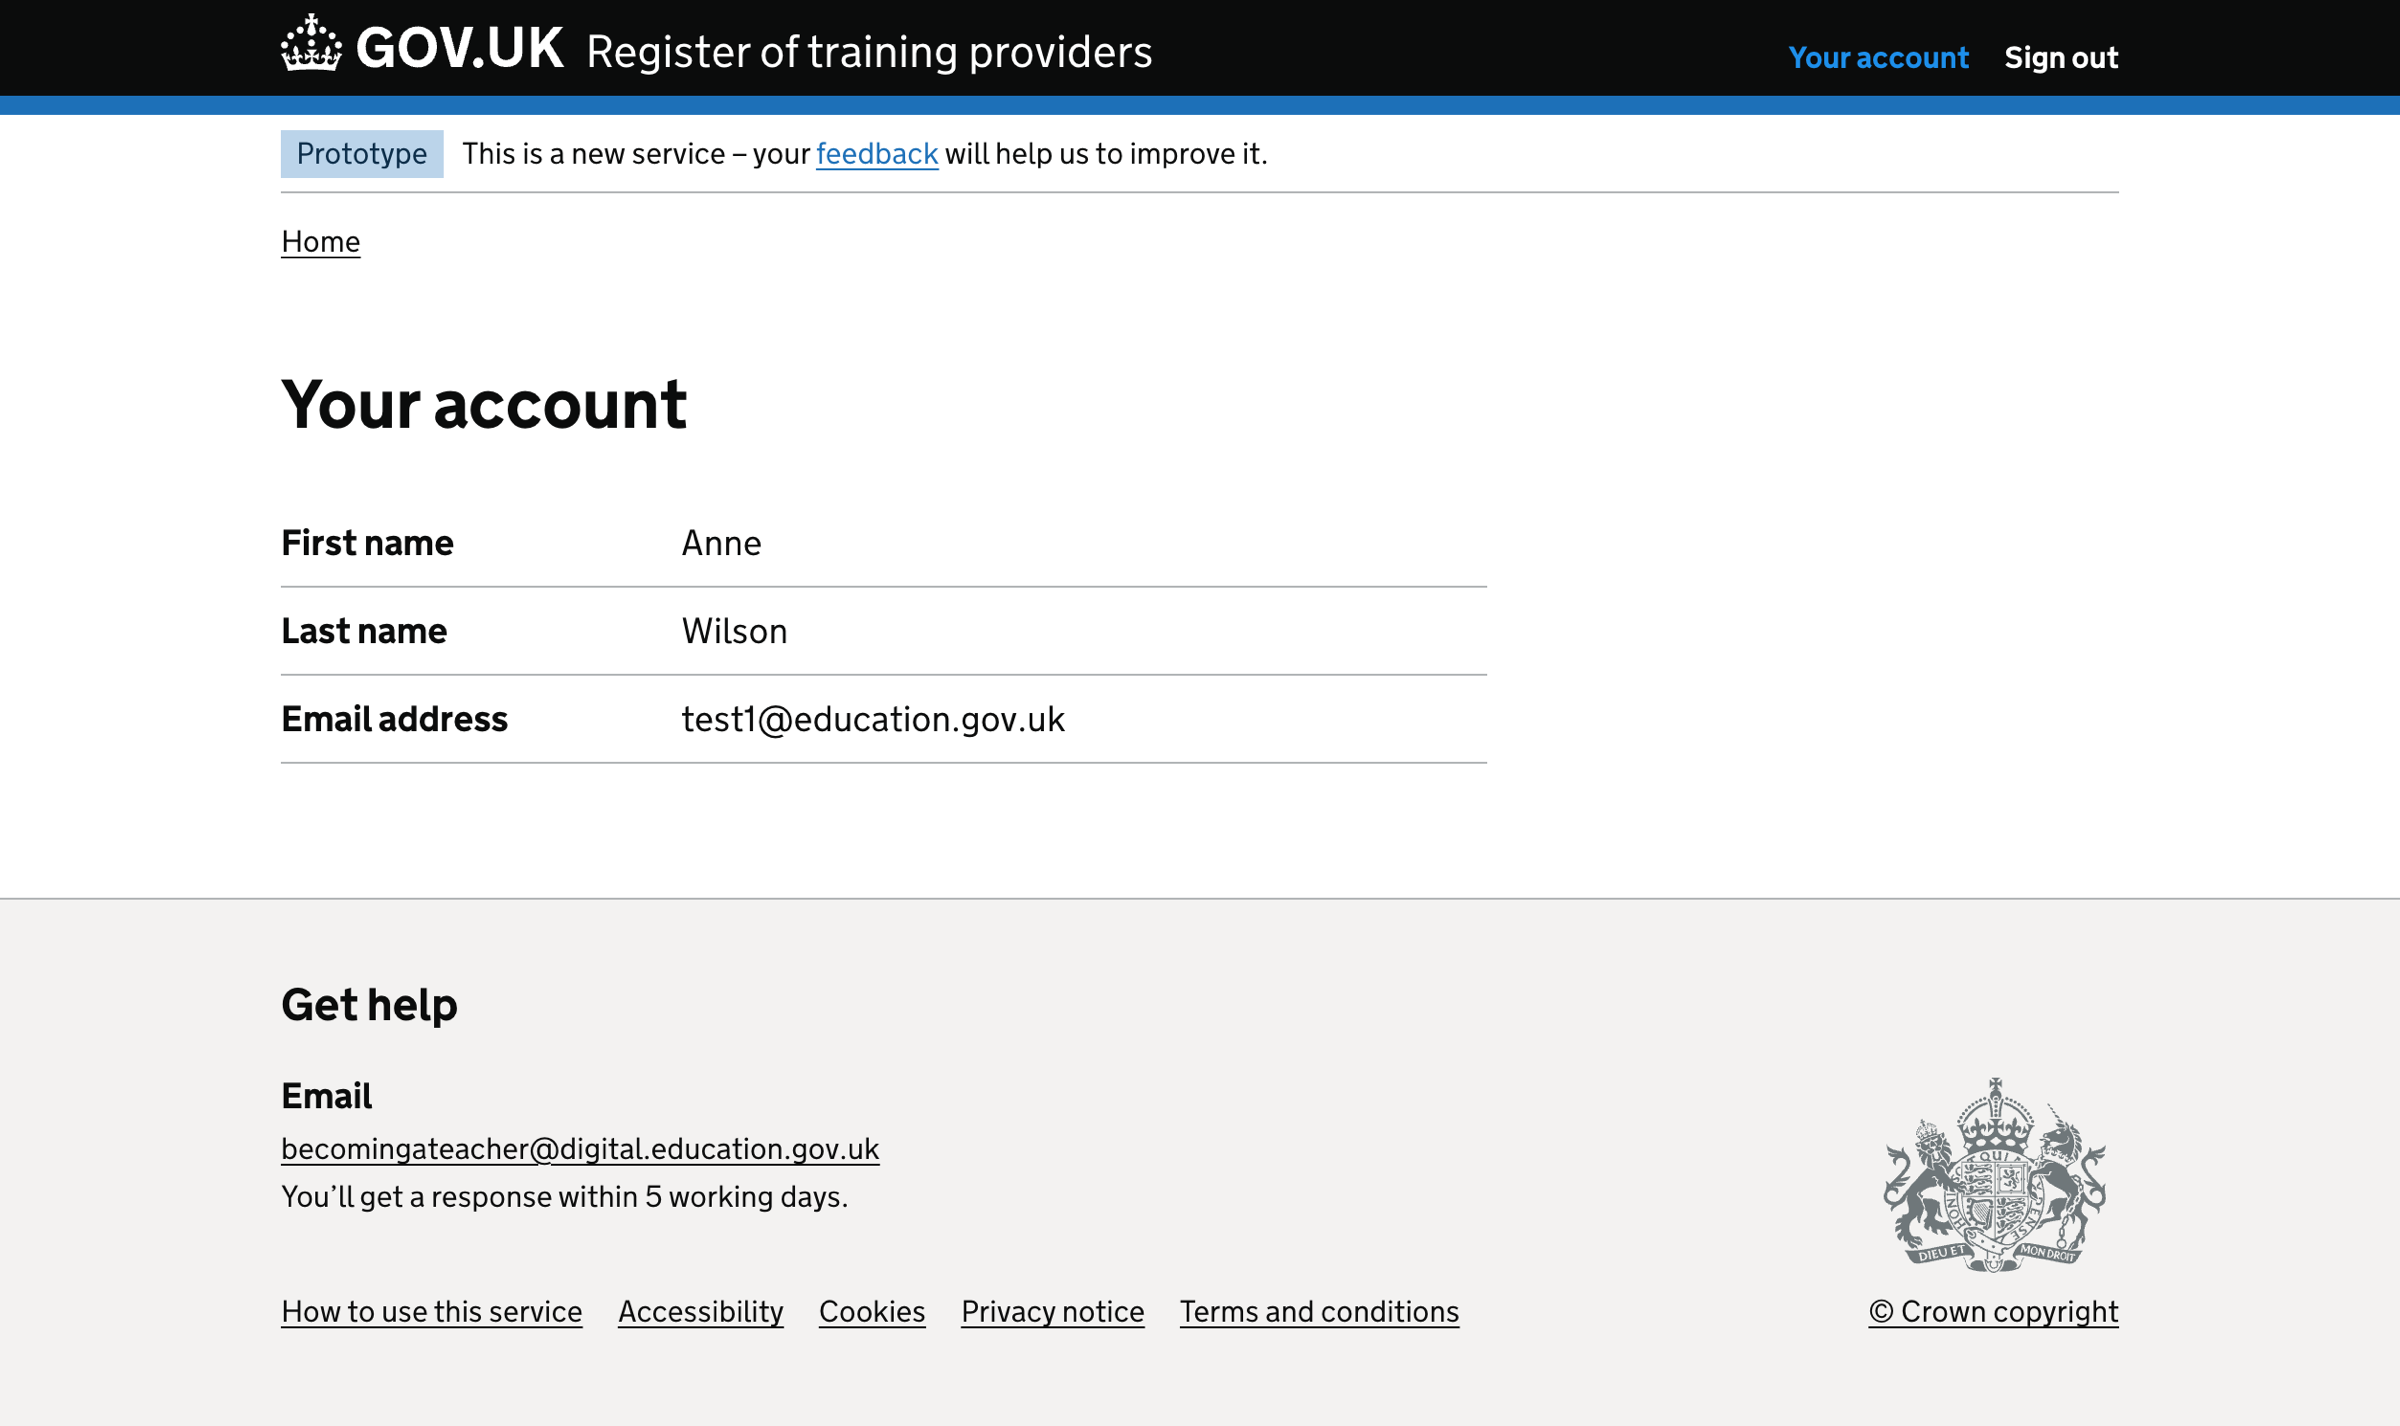 GOV.UK Register of training providers
Your account Sign out
Prototype This is a new service – your feedback will help us to improve it.
Home
Your account
First name Anne
Last name Wilson
Email address test1@education.gov.uk
Get help
Email
becomingateacher@digital.education.gov.uk
You’ll get a response within 5 working days.
QUI
HON
PENSE
DIEU ET MON DROIT
How to use this service Accessibility Cookies Privacy notice Terms and conditions
© Crown copyright